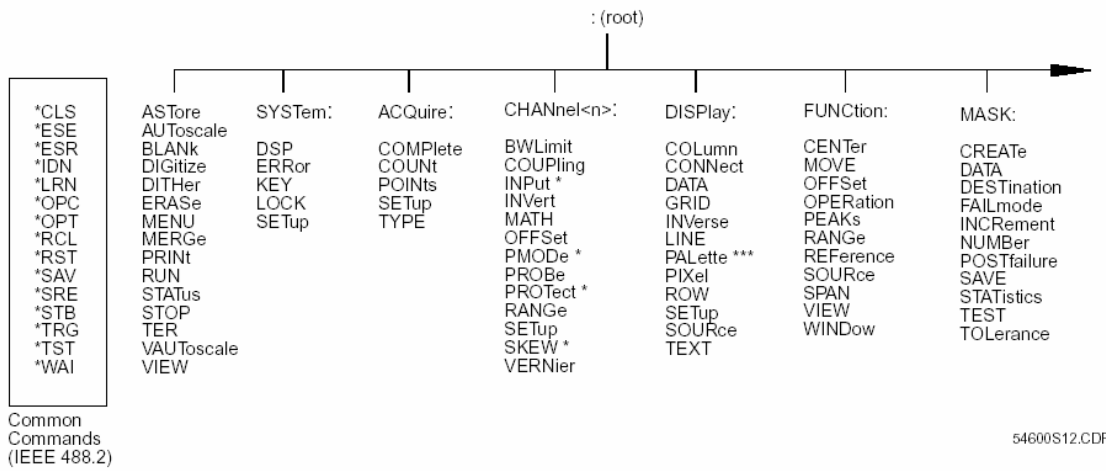 : (root)
*CLS
*ESE
*ESR
*IDN
*LRN
*OPC
*OPT
*RCL
*RST
*SAV
*SRE
*STB
*TRG
*TST
*WAI
Common
Commands
(IEEE 488.2)
ASTore
AUToscale
BLANk
DIGitize
DITHer
ERASe
MENU
MERGe
PRINt
RUN
STATus
STOP
TER
VAUToscale
VIEW
SYSTem:
DSP
ERRor
KEY
LOCK
SETup
ACQuire:
COMPlete
COUNt
POINts
SETup
TYPE
CHANnel<n>:
BWLimit
COUPling
INPut *
INVert
MATH
OFFSet
PMODe *
PROBe
PROTect *
RANGe
SETup
SKEW *
VERNier
DISPlay:
COLumn
CONNect
DATA
GRID
INVerse
LINE
PALette ***
PIXel
ROW
SETup
SOURce
TEXT
FUNCtion:
CENTer
MOVE
OFFSet
OPERation
PEAKs
RANGe
REFerence
SOURce
SPAN
VIEW
WINDow
MASK:
CREATe
DATA
DESTination
FAILmode
INCRement
NUMBer
POSTfailure
SAVE
STATistics
TEST
TOLerance
54600S12.CDR